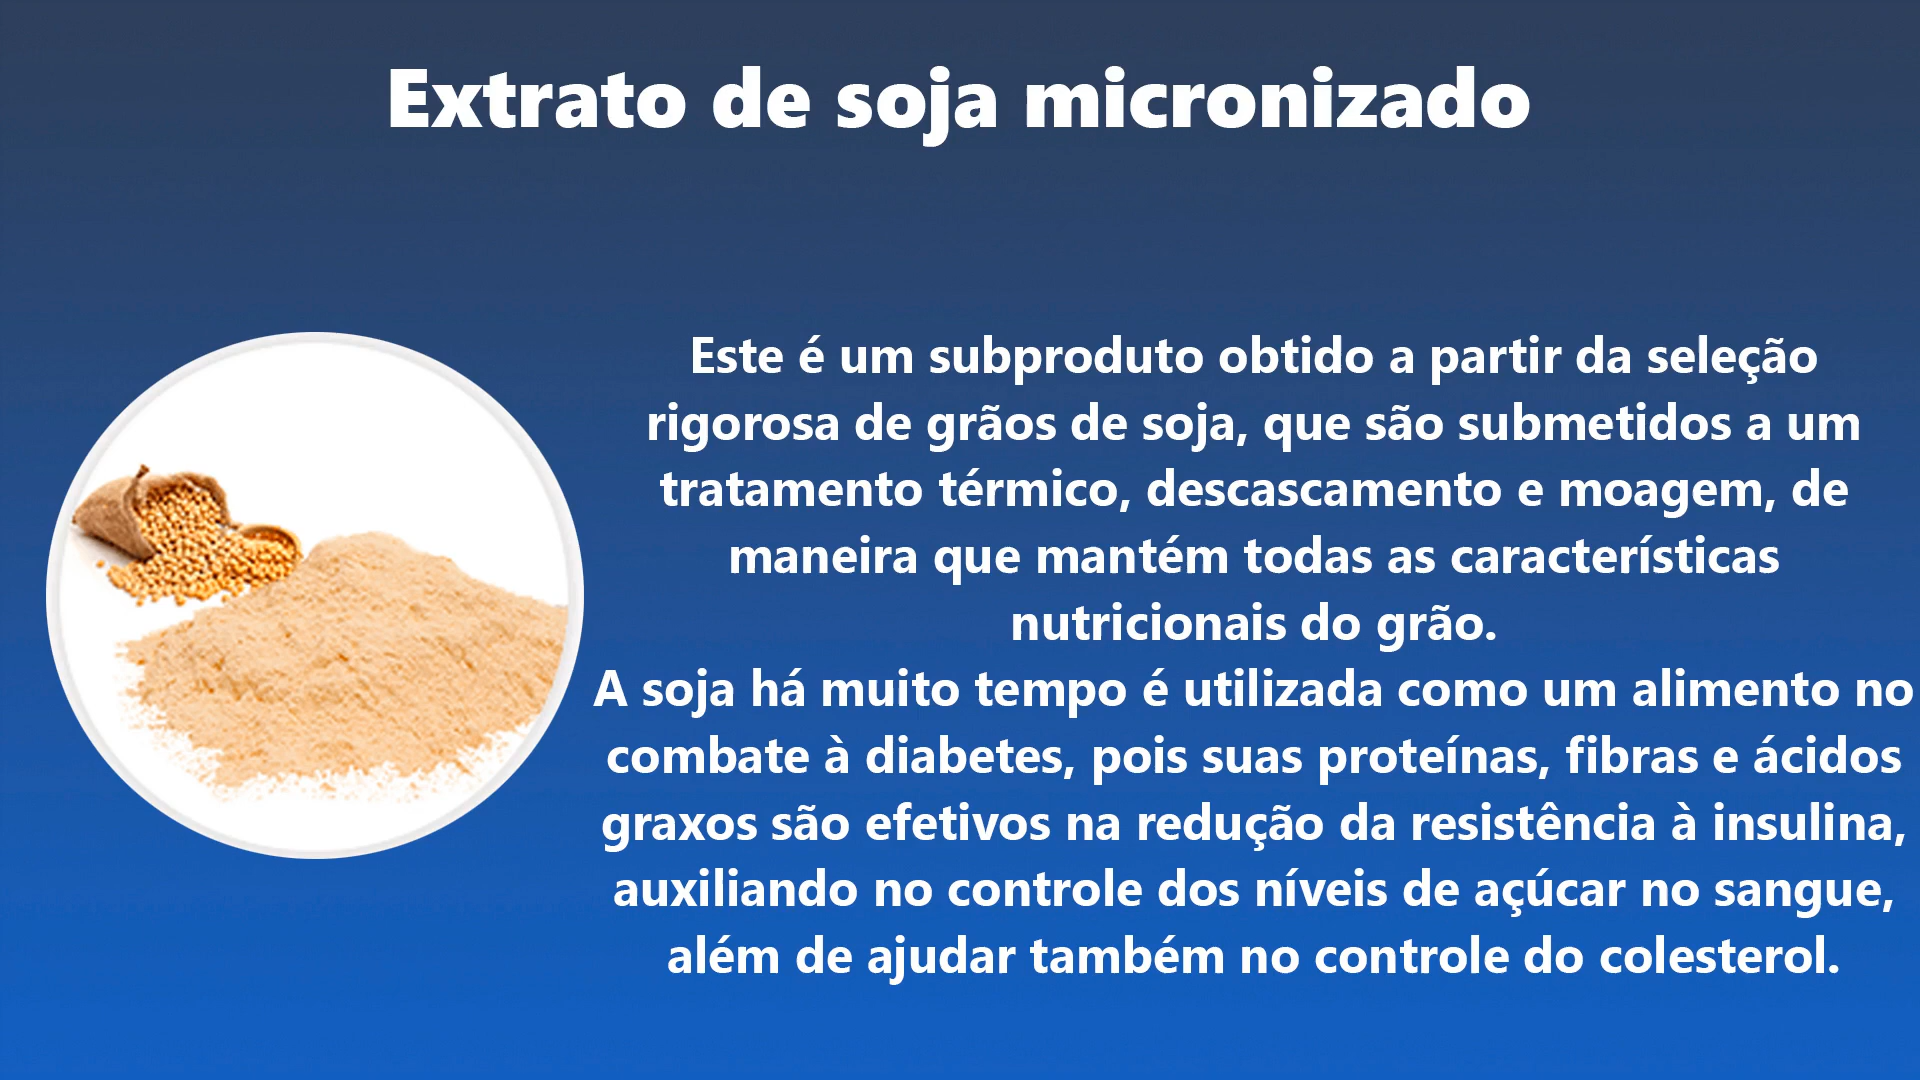 Extrato de soja micronizado
Este é um subproduto obtido a partir da seleção
rigorosa de grãos de soja, que são submetidos a um
tratamento térmico, descascamento e moagem, de
maneira que mantém todas as características
nutricionais do grão.
A soja há muito tempo é utilizada como um alimento no
combate à diabetes, pois suas proteínas, fibras e ácidos
graxos são efetivos na redução da resistência à insulina,
auxiliando no controle dos níveis de açúcar no sangue,
além de ajudar também no controle do colesterol.